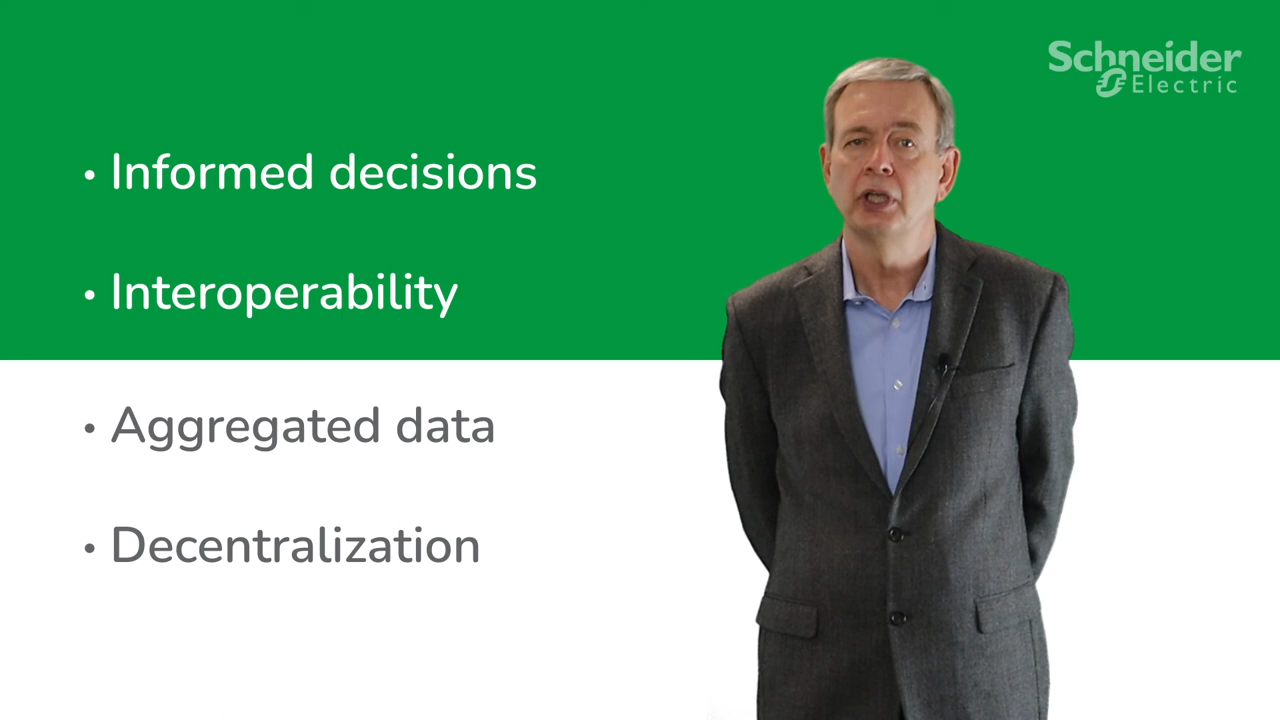 Schneider
Electric
• Informed decisions
• Interoperability
• Aggregated data
• Decentralization